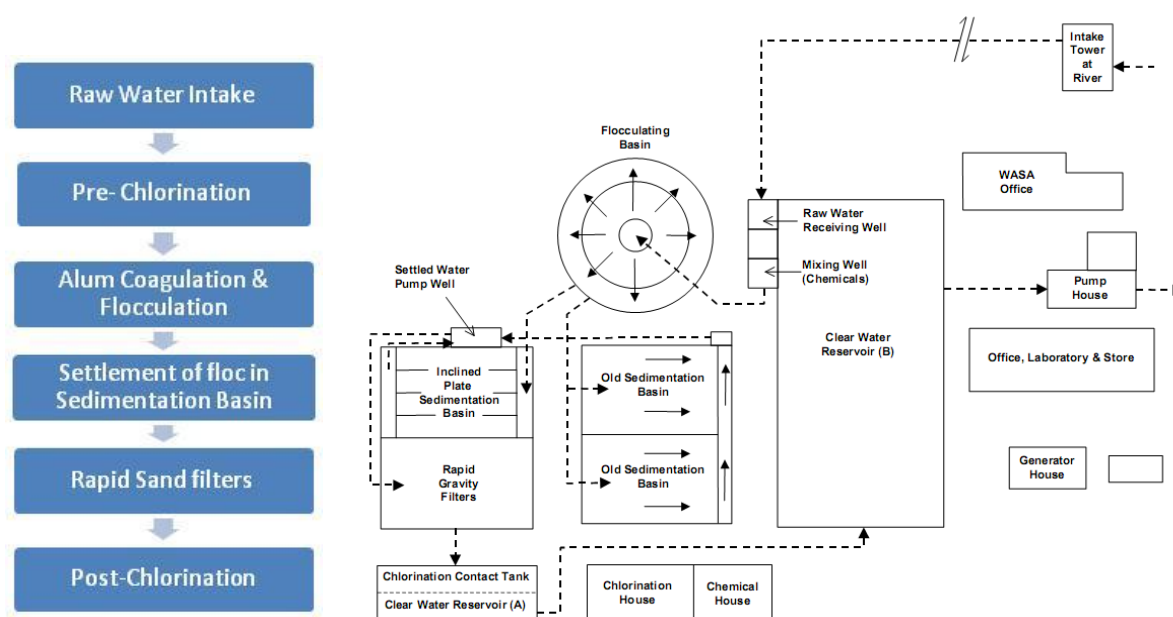 Raw Water Intake
Pre- Chlorination
Alum Coagulation &
Flocculation
Settlement of floc in
Sedimentation Basin
Rapid Sand filters
Post-Chlorination
Intake
Tower
at
River
Flocculating
Basin
WASA
Office
Raw Water
Receiving Well
Mixing Well
(Chemicals)
Settled Water
Pump Well
Pump
House
Clear Water
Reservoir (B)
Office, Laboratory & Store
Inclined
Plate
Sedimentation
Basin
Old Sedimentation
Basin
Rapid
Gravity
Filters
Old Sedimentation
Basin
Generator
House
Chlorination Contact Tank
Clear Water Reservoir (A)
Chlorination
House
Chemical
House